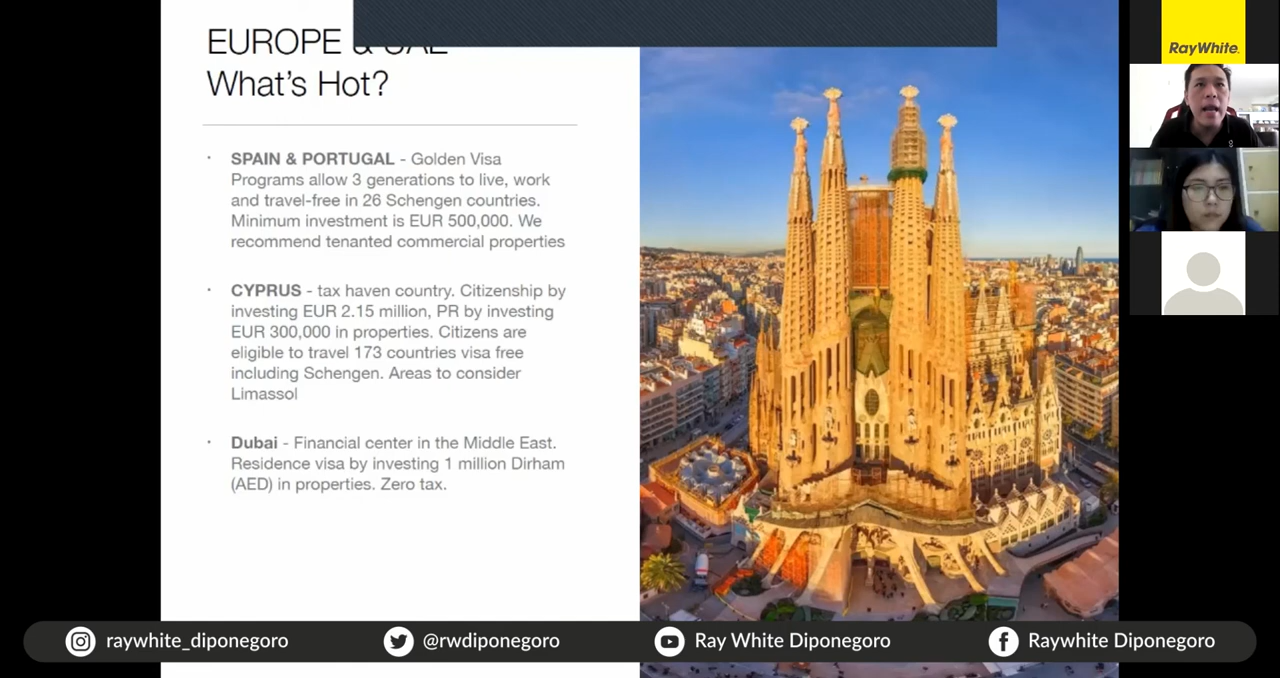 EUROPE & UAE
What's Hot?
· SPAIN & PORTUGAL - Golden Visa
Programs allow 3 generations to live, work
and travel-free in 26 Schengen countries.
Minimum investment is EUR 500,000. We
recommend tenanted commercial properties
· CYPRUS - tax haven country. Citizenship by
investing EUR 2.15 million, PR by investing
EUR 300,000 in properties. Citizens are
eligible to travel 173 countries visa free
including Schengen. Areas to consider
Limassol
· Dubai - Financial center in the Middle East.
Residence visa by investing 1 million Dirham
(AED) in properties. Zero tax.
RayWhite.
raywhite_diponegoro
@rwdiponegoro
Ray White Diponegoro
Raywhite Diponegoro